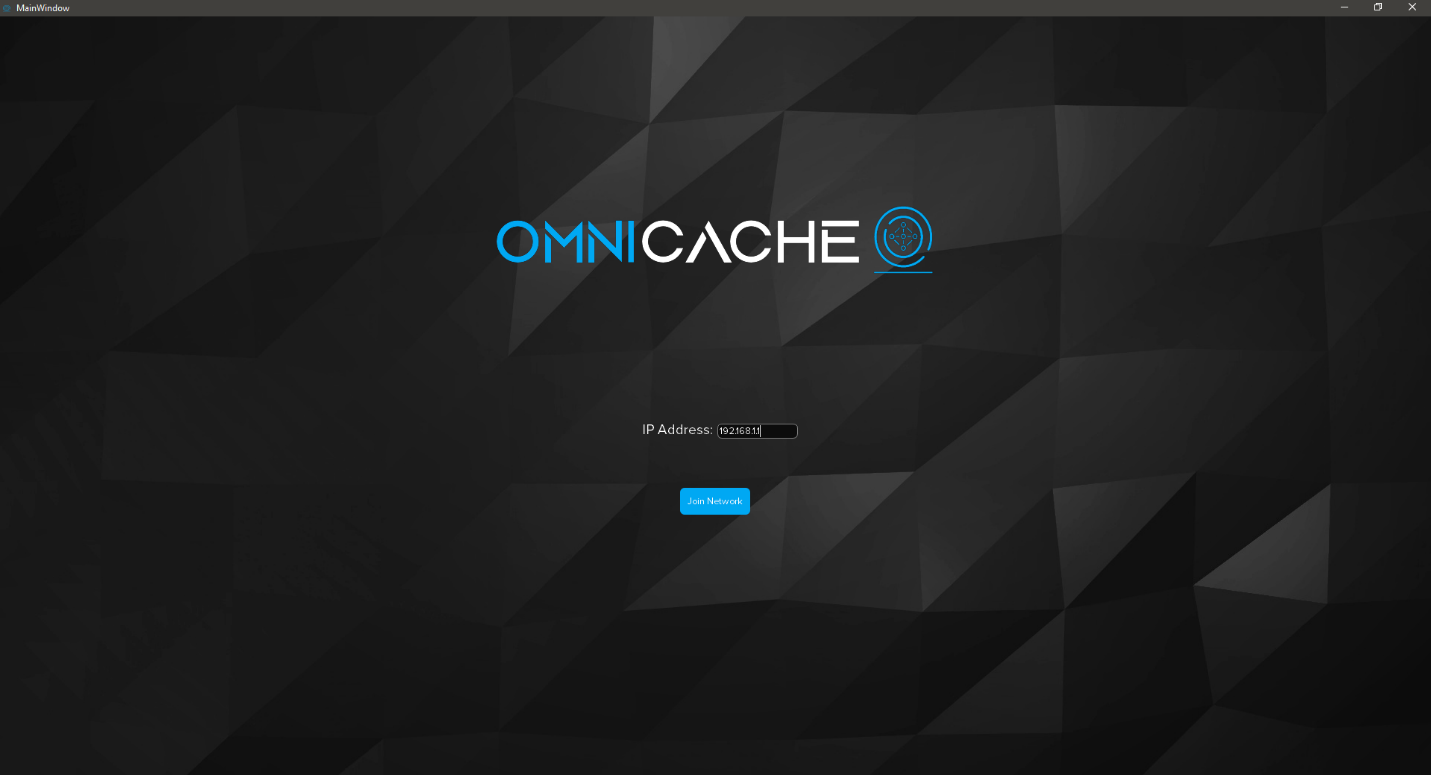 MainWindow
OMNICACHE
IP Address: 192.168.1.1
Join Network